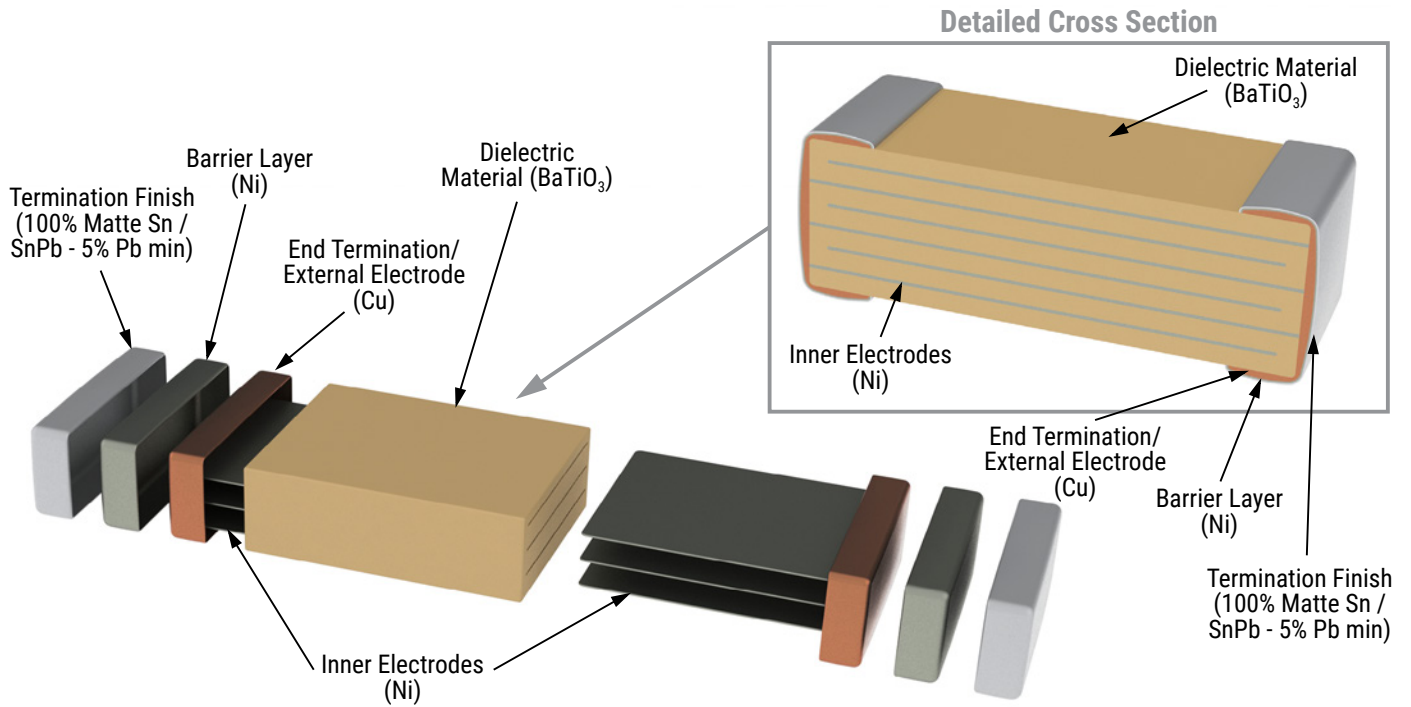 Detailed Cross Section
Dielectric Material
(BaTiO₃)
Inner Electrodes
(Ni)
End Termination/
External Electrode
(Cu)
Barrier Layer
(Ni)
Termination Finish
(100% Matte Sn /
SnPb - 5% Pb min)
Termination Finish
(100% Matte Sn /
SnPb - 5% Pb min)
Barrier Layer
(Ni)
End Termination/
External Electrode
(Cu)
Dielectric
Material (BaTiO₃)
Inner Electrodes
(Ni)